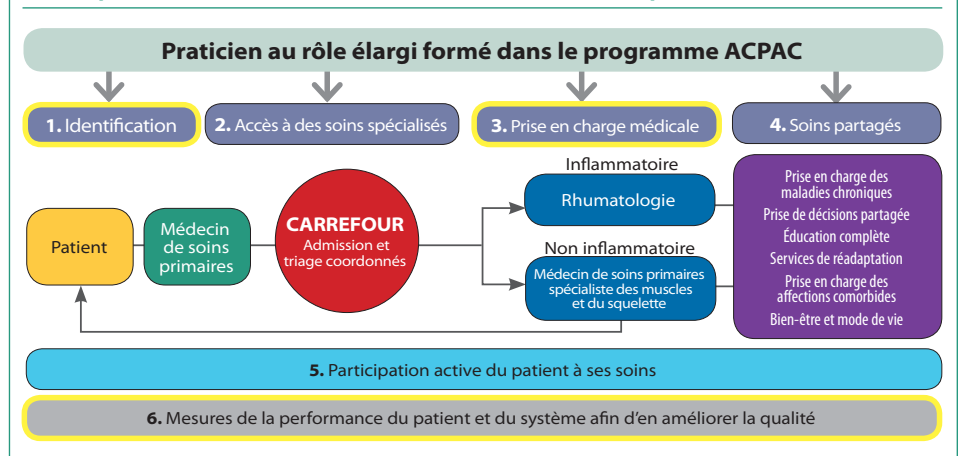 Praticien au rôle élargi formé dans le programme ACPAC
1. Identification
2. Accès à des soins spécialisés
3. Prise en charge médicale
4. Soins partagés
Patient
Médecin
de soins
primaires
CARREFOUR
Admission et
triage coordonnés
Inflammatoire
Rhumatologie
Non inflammatoire
Médecin de soins primaires
spécialiste des muscles
et du squelette
Prise en charge des
maladies chroniques
Prise de décisions partagée
Éducation complète
Services de réadaptation
Prise en charge des
affections comorbides
Bien-être et mode de vie
5. Participation active du patient à ses soins
6. Mesures de la performance du patient et du système afin d'en améliorer la qualité